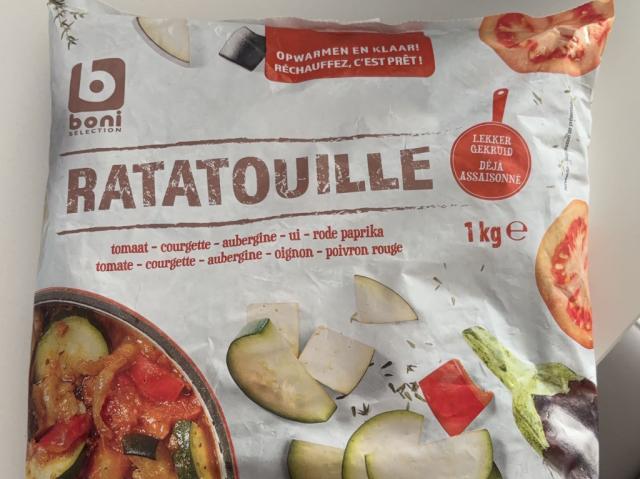 OPWARMEN EN KLAAR!
RÉCHAUFFEZ, C'EST PRÊT!
boni
SELECTION
LEKKER
GEKRUID
DÉJÀ
ASSAISONNÉ
RATATOUILLE
1 kg e
tomaat - courgette - aubergine - ui - rode paprika
tomate - courgette - aubergine - oignon - poivron rouge